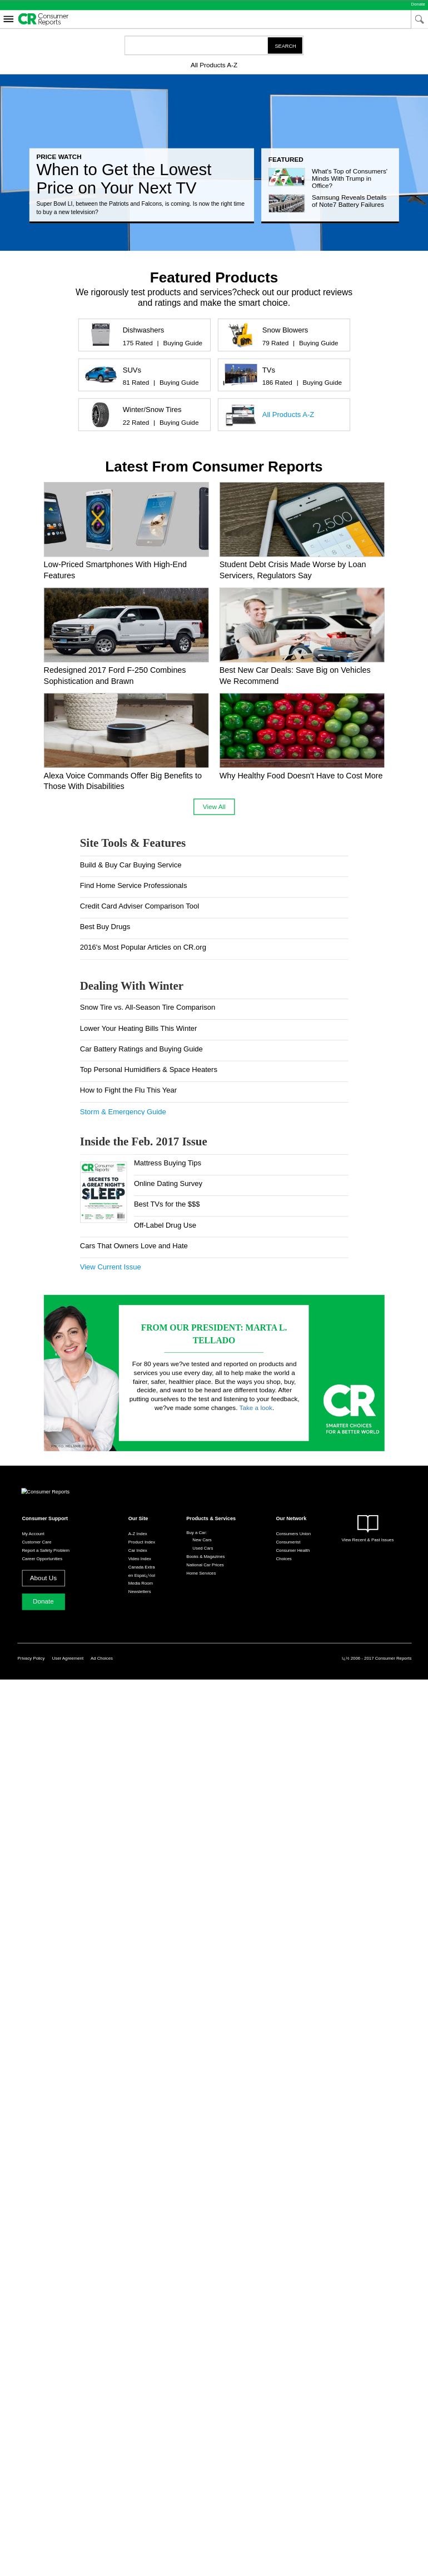 Donate
CR Consumer
Reports
SEARCH
All Products A-Z
PRICE WATCH
When to Get the Lowest
Price on Your Next TV
Super Bowl LI, between the Patriots and Falcons, is coming. Is now the right time
to buy a new television?
FEATURED
What's Top of Consumers'
Minds With Trump in
Office?
Samsung Reveals Details
of Note7 Battery Failures
Featured Products
We rigorously test products and services?check out our product reviews
and ratings and make the smart choice.
Dishwashers
175 Rated | Buying Guide
Snow Blowers
79 Rated | Buying Guide
SUVs
81 Rated | Buying Guide
TVs
186 Rated | Buying Guide
Winter/Snow Tires
22 Rated | Buying Guide
All Products A-Z
Latest From Consumer Reports
2,500
Low-Priced Smartphones With High-End
Features
Student Debt Crisis Made Worse by Loan
Servicers, Regulators Say
Redesigned 2017 Ford F-250 Combines
Sophistication and Brawn
Best New Car Deals: Save Big on Vehicles
We Recommend
Alexa Voice Commands Offer Big Benefits to
Those With Disabilities
Why Healthy Food Doesn't Have to Cost More
View All
Site Tools & Features
Build & Buy Car Buying Service
Find Home Service Professionals
Credit Card Adviser Comparison Tool
Best Buy Drugs
2016's Most Popular Articles on CR.org
Dealing With Winter
Snow Tire vs. All-Season Tire Comparison
Lower Your Heating Bills This Winter
Car Battery Ratings and Buying Guide
Top Personal Humidifiers & Space Heaters
How to Fight the Flu This Year
Storm & Emergency Guide
Inside the Feb. 2017 Issue
CR Consumer
Reports
SECRETS TO
A GREAT NIGHT'S
SLEEP
Mattress Buying Tips
Online Dating Survey
Best TVs for the $$$
Off-Label Drug Use
Cars That Owners Love and Hate
View Current Issue
FROM OUR PRESIDENT: MARTA L.
TELLADO
For 80 years we?ve tested and reported on products and
services you use every day, all to help make the world a
fairer, safer, healthier place. But the ways you shop, buy,
decide, and want to be heard are different today. After
putting ourselves to the test and listening to your feedback,
we?ve made some changes. Take a look.
CR
SMARTER CHOICES
FOR A BETTER WORLD
Consumer Reports
Consumer Support
My Account
Customer Care
Report a Safety Problem
Career Opportunities
About Us
Donate
Our Site
A-Z Index
Product Index
Car Index
Video Index
Canada Extra
en Espaï¿½ol
Media Room
Newsletters
Products & Services
Buy a Car:
New Cars
Used Cars
Books & Magazines
National Car Prices
Home Services
Our Network
Consumers Union
Consumerist
Consumer Health
Choices
View Recent & Past Issues
Privacy Policy User Agreement Ad Choices
ï¿½ 2006 - 2017 Consumer Reports